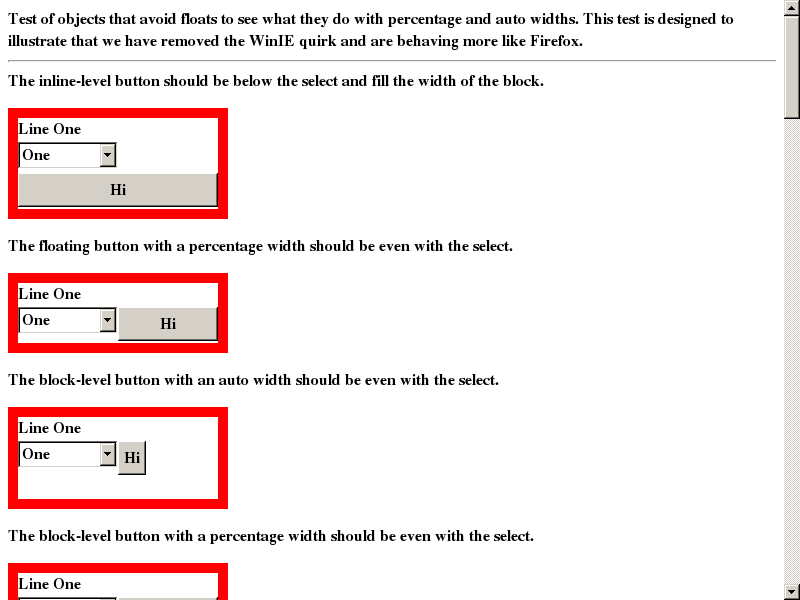 Test of objects that avoid floats to see what they do with percentage and auto widths. This test is designed to
illustrate that we have removed the WinIE quirk and are behaving more like Firefox.
The inline-level button should be below the select and fill the width of the block.
Line One
One
Hi
The floating button with a percentage width should be even with the select.
Line One
One Hi
The block-level button with an auto width should be even with the select.
Line One
One Hi
The block-level button with a percentage width should be even with the select.
Line One